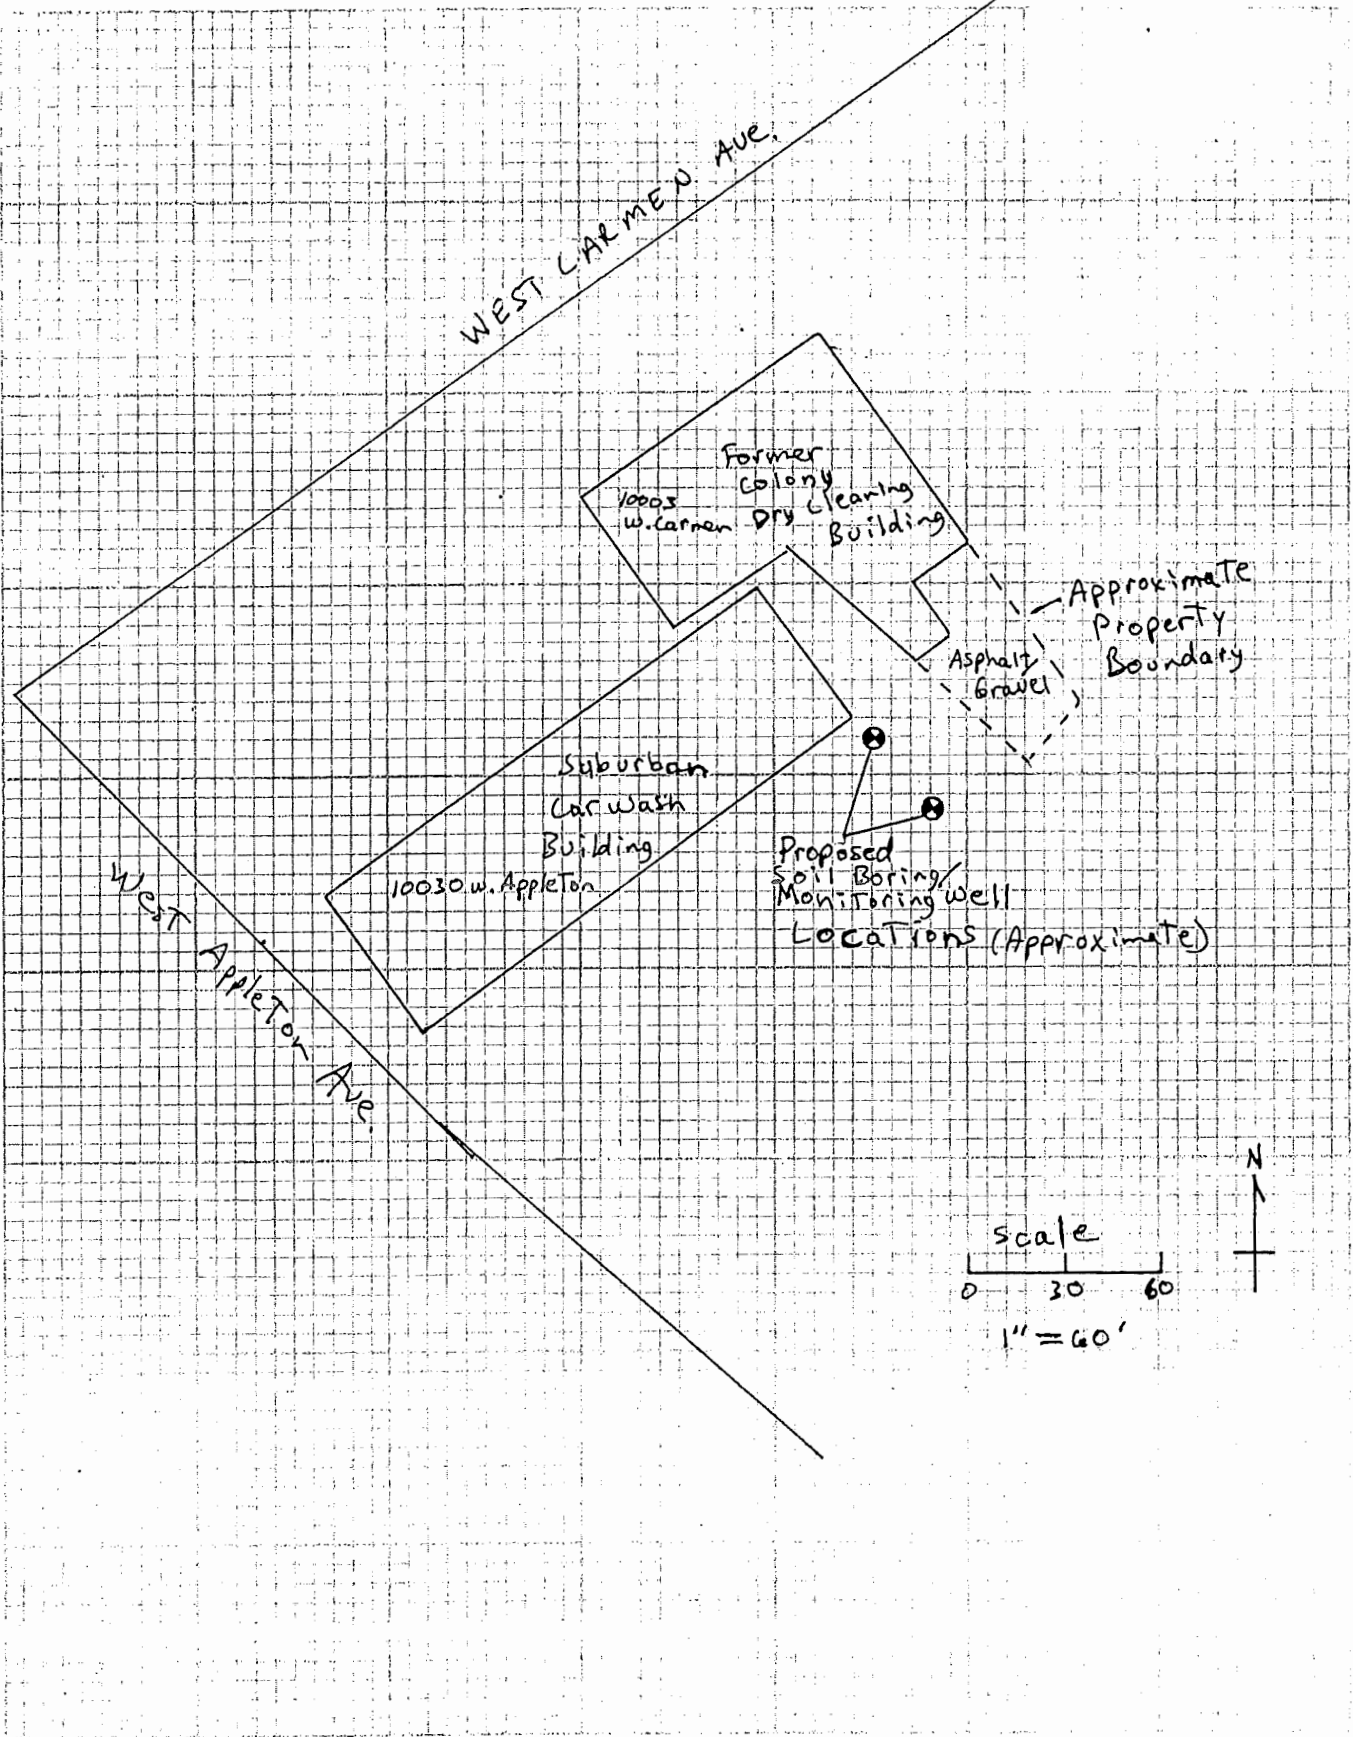 WEST CARMEN AVE.
Former
Colony
10003
W. Carmen
Dry Cleaning
Building
Approximate
Property
Boundary
Asphalt/
Gravel
Suburban
Car Wash
Building
10030 W. Appleton
Proposed
Soil Boring/
Monitoring Well
Locations (Approximate)
West Appleton Ave.
N
Scale
0 30 60
1" = 60'